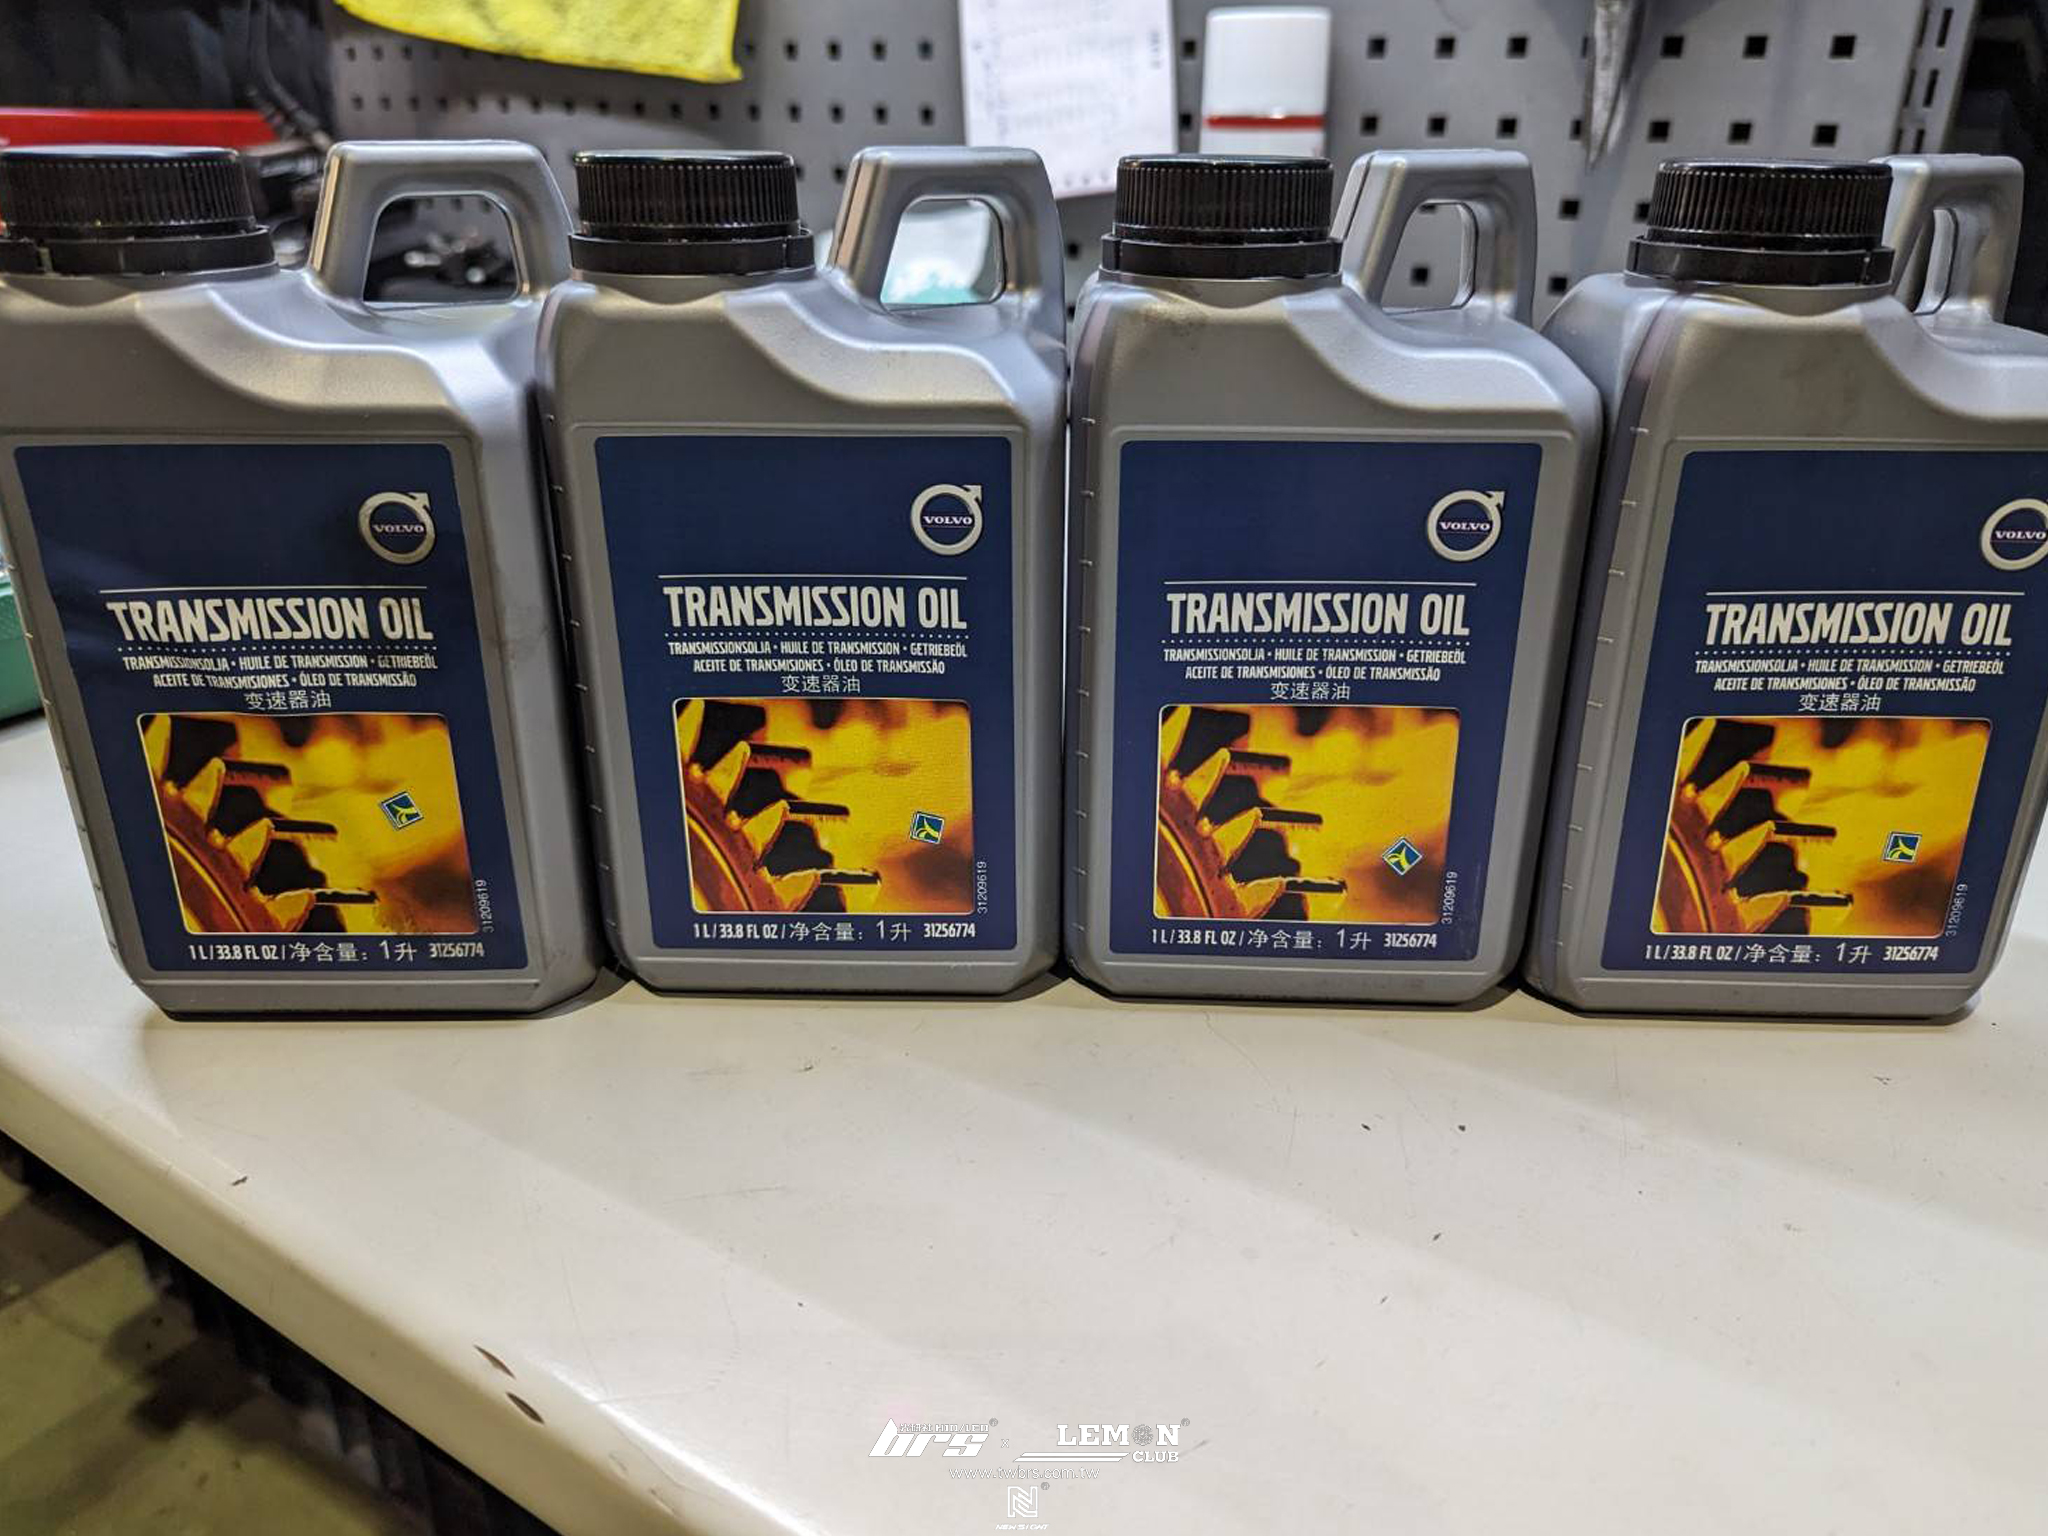 VOLVO
TRANSMISSION OIL
TRANSMISSIONSOLJA • HUILE DE TRANSMISSION • GETRIEBEÖL
ACEITE DE TRANSMISIONES • ÓLEO DE TRANSMISSÃO
变速器油
31209619
1 L / 33.8 FL OZ / 净含量：1升 31256774
VOLVO
TRANSMISSION OIL
TRANSMISSIONSOLJA • HUILE DE TRANSMISSION • GETRIEBEÖL
ACEITE DE TRANSMISIONES • ÓLEO DE TRANSMISSÃO
变速器油
31209619
1 L / 33.8 FL OZ / 净含量：1升 31256774
VOLVO
TRANSMISSION OIL
TRANSMISSIONSOLJA • HUILE DE TRANSMISSION • GETRIEBEÖL
ACEITE DE TRANSMISIONES • ÓLEO DE TRANSMISSÃO
变速器油
31209619
1 L / 33.8 FL OZ / 净含量：1升 31256774
VOLVO
TRANSMISSION OIL
TRANSMISSIONSOLJA • HUILE DE TRANSMISSION • GETRIEBEÖL
ACEITE DE TRANSMISIONES • ÓLEO DE TRANSMISSÃO
变速器油
31209619
1 L / 33.8 FL OZ / 净含量：1升 31256774
HID/LED
brs® x LEMON® CLUB
www.twbrs.com.tw
N®
NEW SIGHT